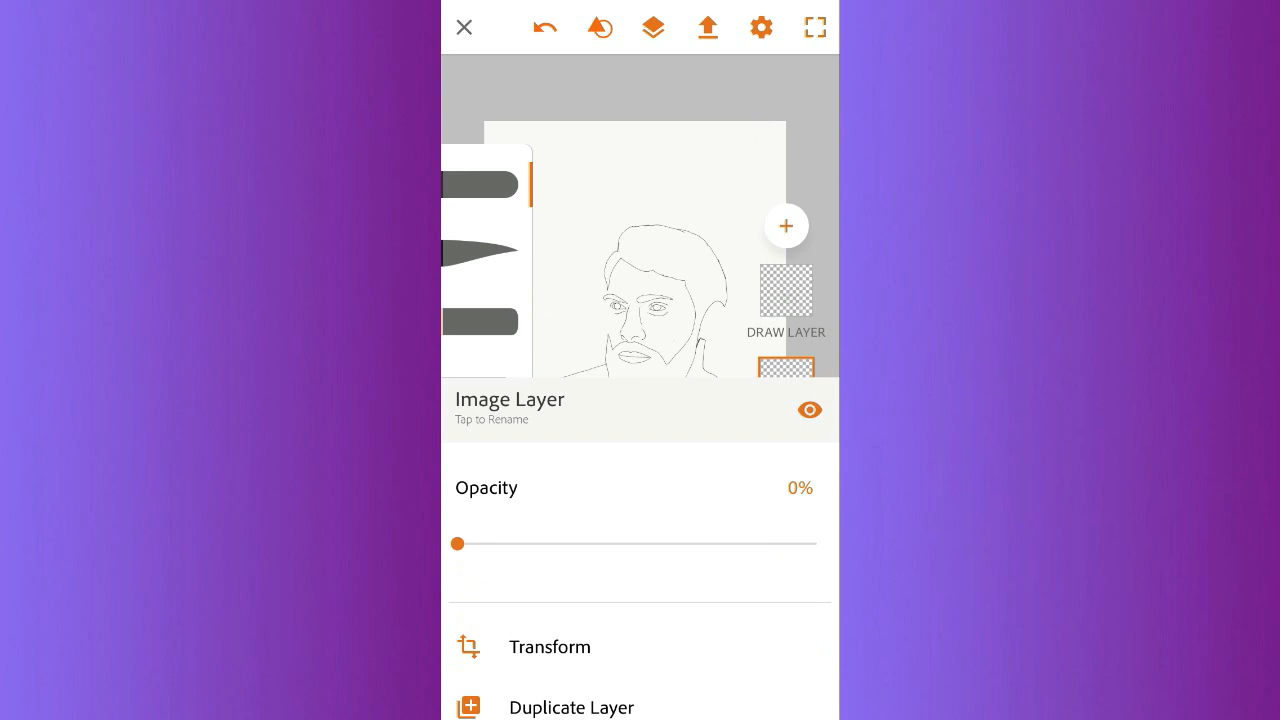 DRAW LAYER
Image Layer
Tap to Rename
Opacity 0%
Transform
Duplicate Layer